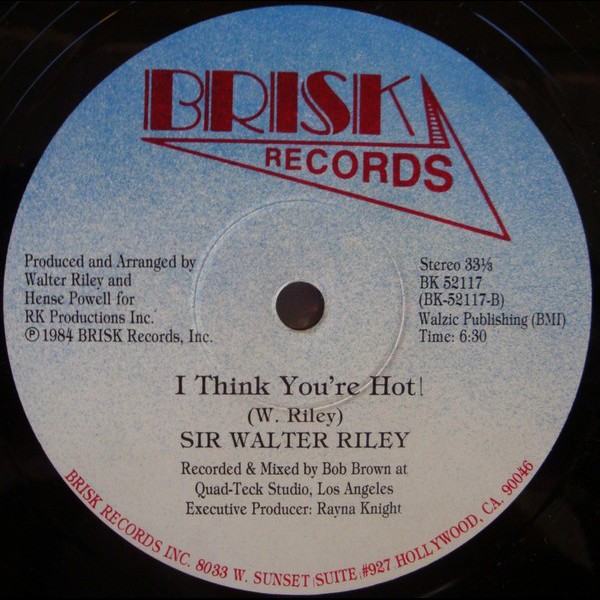 BRISK
RECORDS
Produced and Arranged by
Walter Riley and
Hense Powell for
RK Productions Inc.
℗ 1984 BRISK Records, Inc.
Stereo 33⅓
BK 52117
(BK-52117-B)
Walzic Publishing (BMI)
Time: 6:30
I Think You're Hot!
(W. Riley)
SIR WALTER RILEY
Recorded & Mixed by Bob Brown at
Quad-Teck Studio, Los Angeles
Executive Producer: Rayna Knight
BRISK RECORDS INC. 8033 W. SUNSET SUITE #927 HOLLYWOOD, CA. 90046